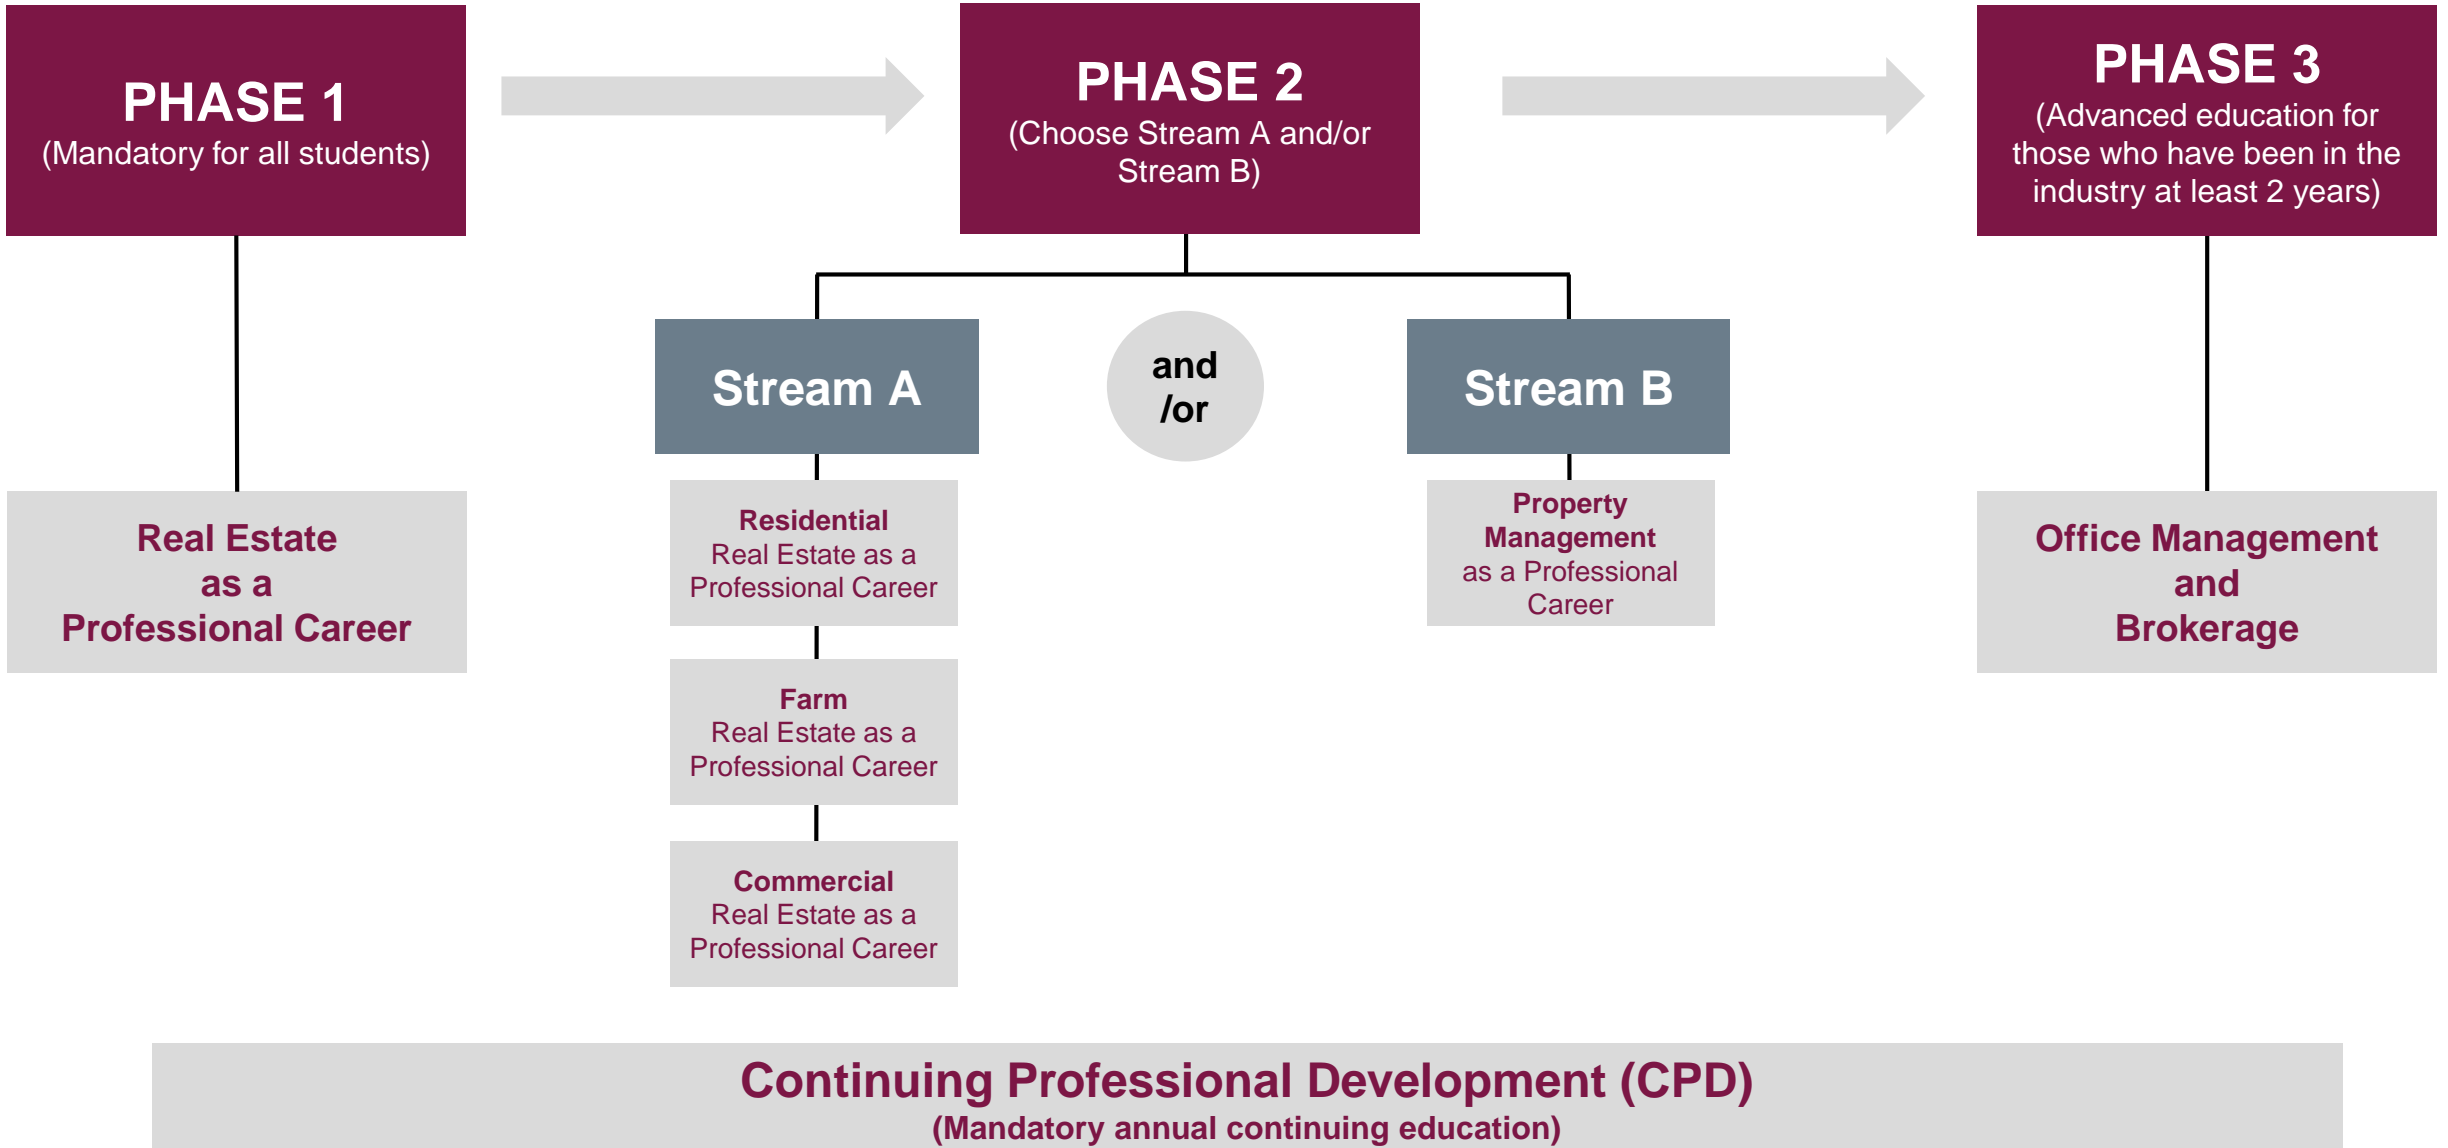 PHASE 1
(Mandatory for all students)
PHASE 2
(Choose Stream A and/or
Stream B)
PHASE 3
(Advanced education for
those who have been in the
industry at least 2 years)
Stream A
and
/or
Stream B
Real Estate
as a
Professional Career
Residential
Real Estate as a
Professional Career
Farm
Real Estate as a
Professional Career
Commercial
Real Estate as a
Professional Career
Property
Management
as a Professional
Career
Office Management
and
Brokerage
Continuing Professional Development (CPD)
(Mandatory annual continuing education)